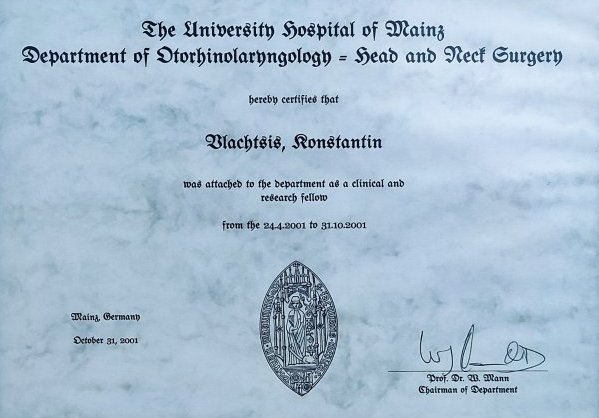 The University Hospital of Mainz
Department of Otorhinolaryngology = Head and Neck Surgery
hereby certifies that
Vlachtsis, Konstantin
was attached to the department as a clinical and
research fellow
from the 24.4.2001 to 31.10.2001
Mainz, Germany
October 31, 2001
Prof. Dr. W. Mann
Chairman of Department